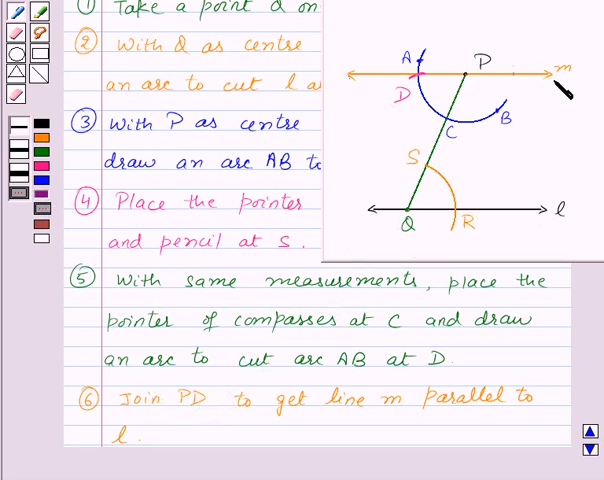 ① Take a point Q on
② With Q as centre
an arc to cut l a
③ With P as centre
draw an arc AB to
④ Place the pointer
and pencil at S.
⑤ With same measurements, place the
pointer of compasses at C and draw
an arc to cut arc AB at D.
⑥ Join PD to get line m parallel to
l.
A P m
D
C B
S
Q R l